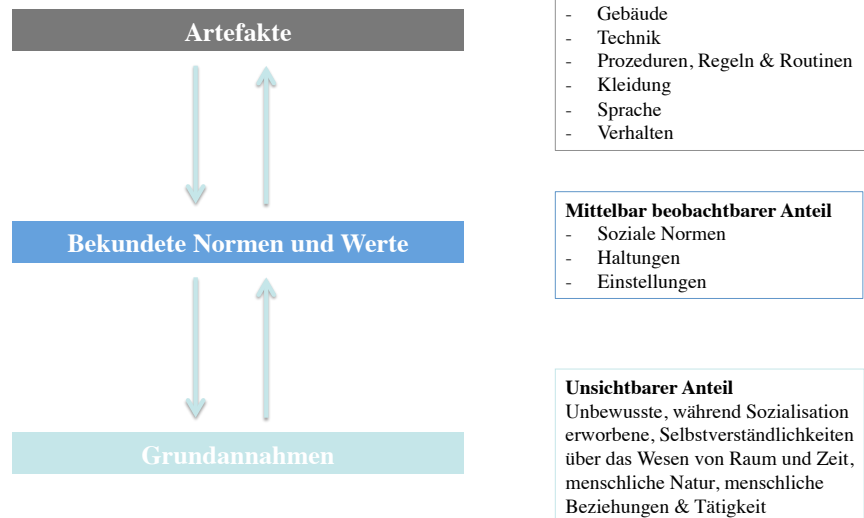 Artefakte
- Gebäude
- Technik
- Prozeduren, Regeln & Routinen
- Kleidung
- Sprache
- Verhalten
Bekundete Normen und Werte
Mittelbar beobachtbarer Anteil
- Soziale Normen
- Haltungen
- Einstellungen
Grundannahmen
Unsichtbarer Anteil
Unbewusste, während Sozialisation
erworbene, Selbstverständlichkeiten
über das Wesen von Raum und Zeit,
menschliche Natur, menschliche
Beziehungen & Tätigkeit